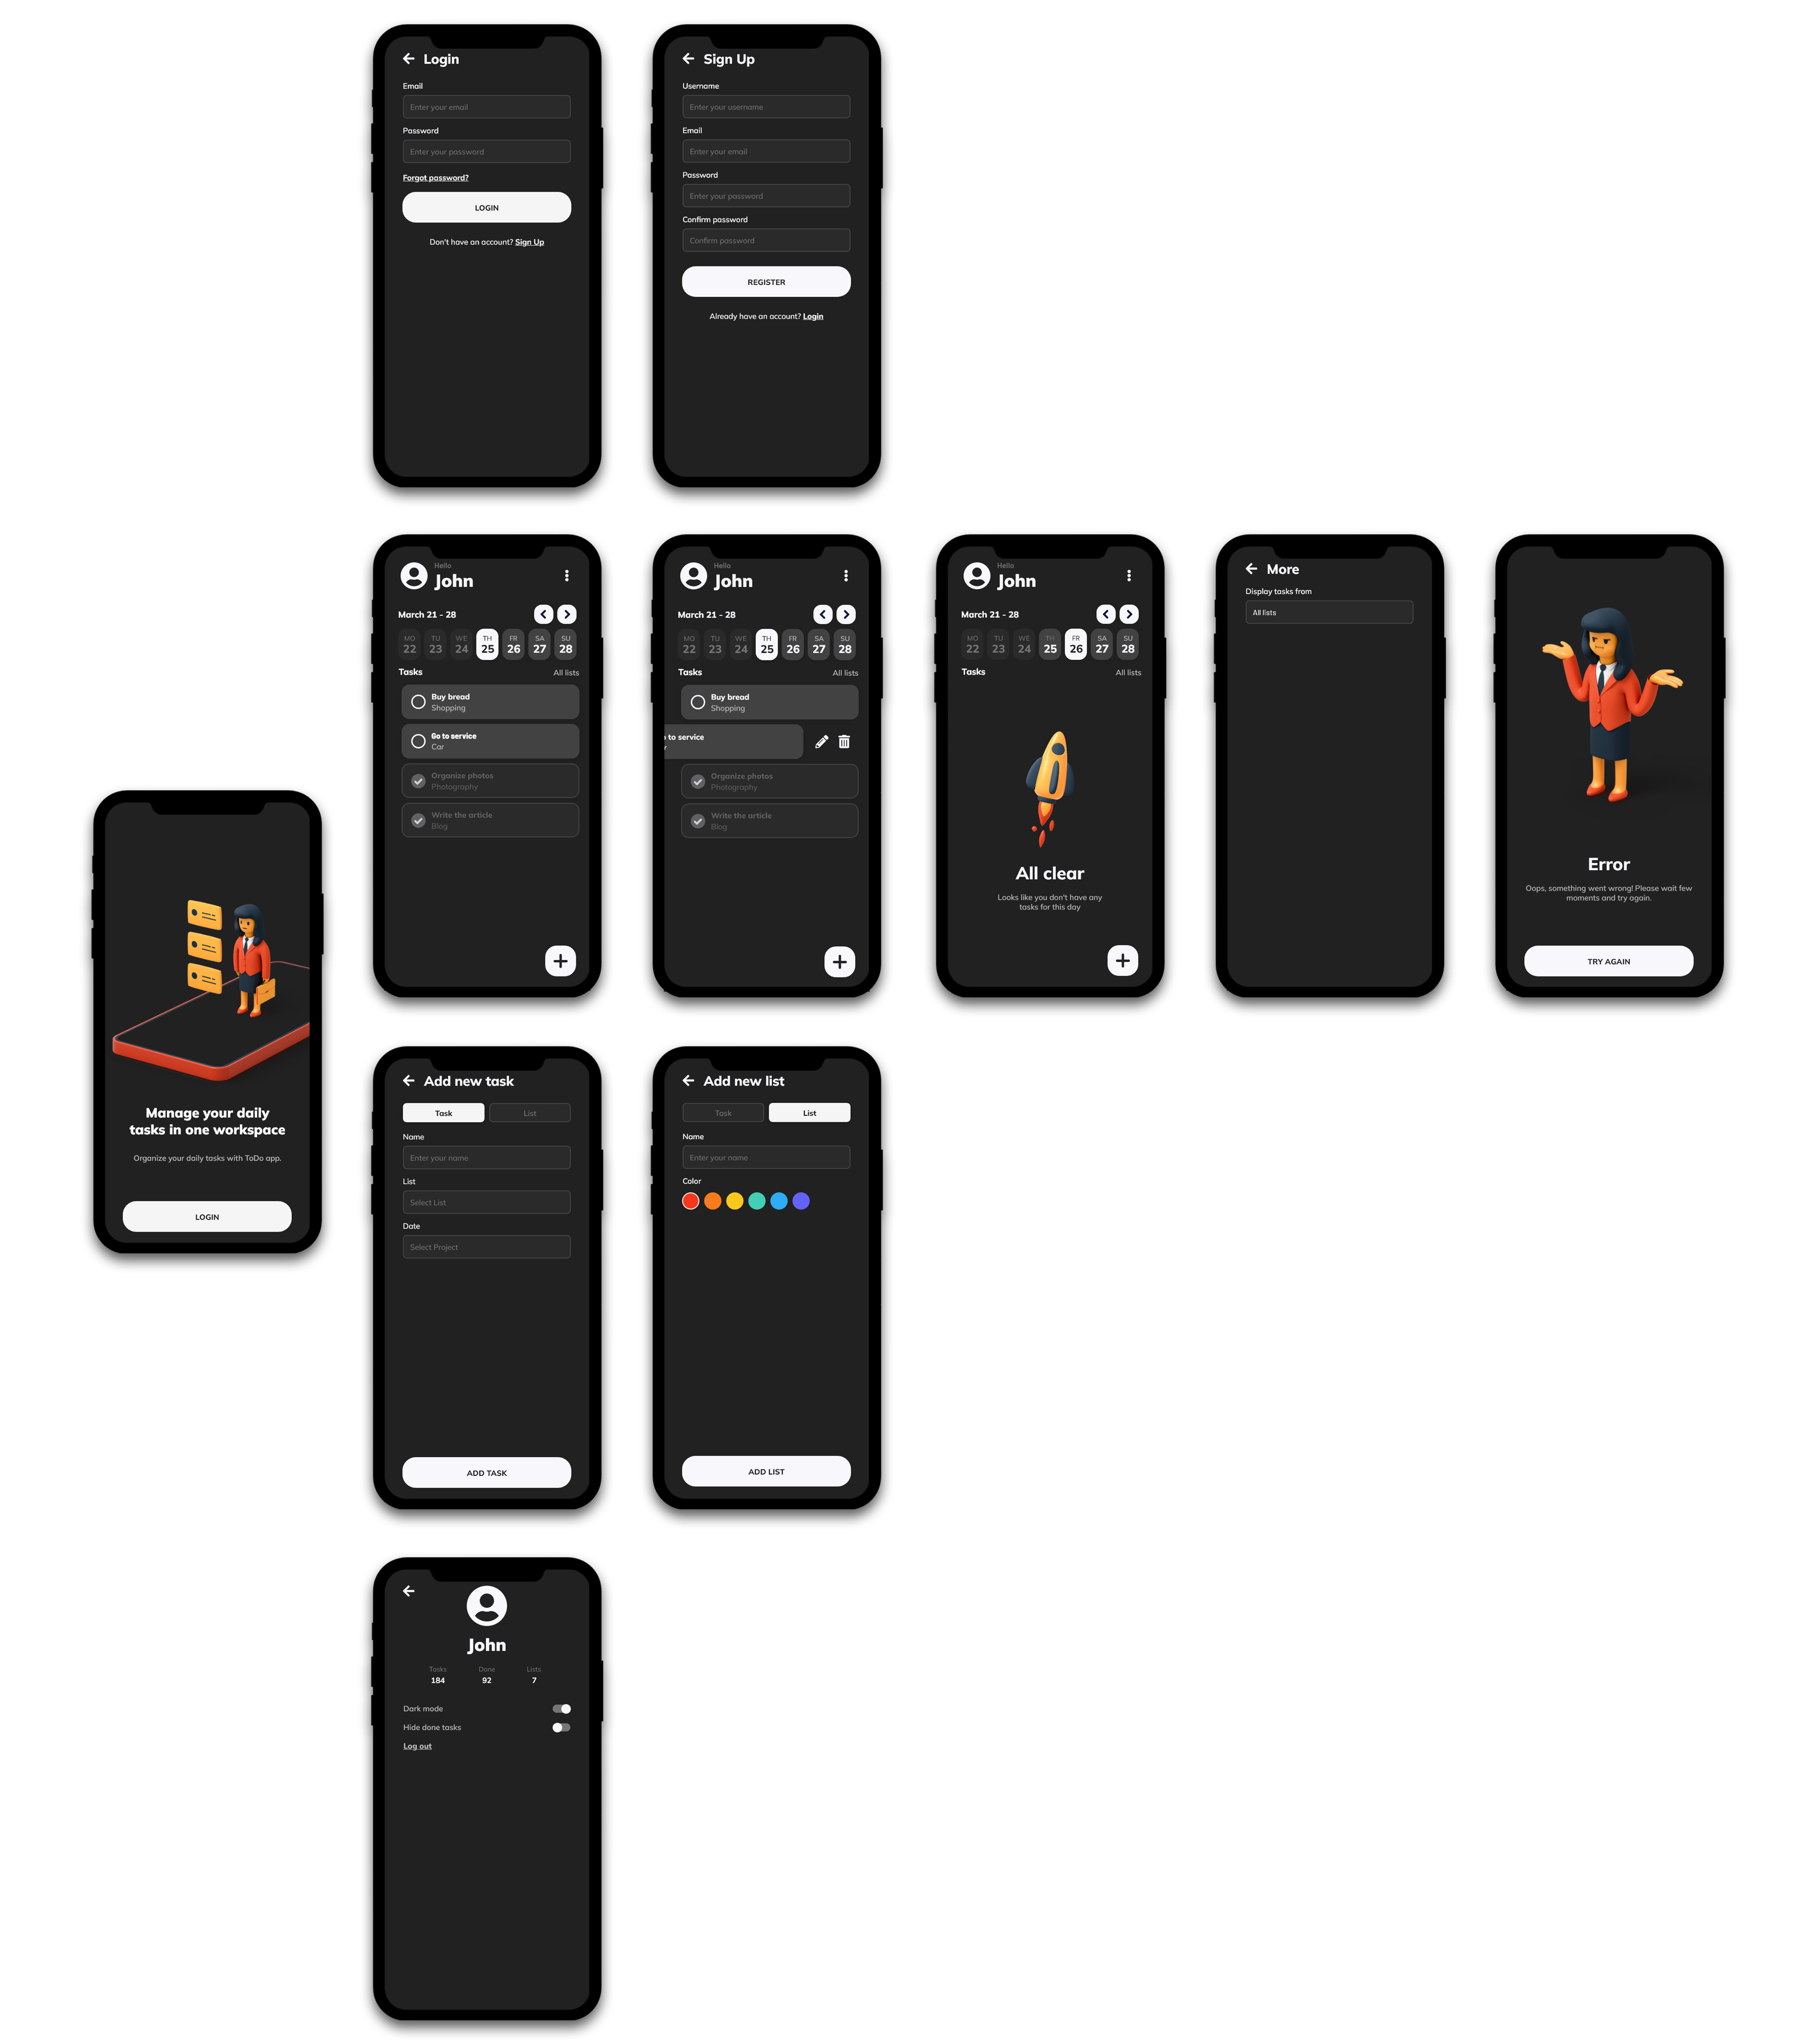 Login
Email
Enter your email
Password
Enter your password
Forgot password?
LOGIN
Don't have an account? Sign Up
Sign Up
Username
Enter your username
Email
Enter your email
Password
Enter your password
Confirm password
Confirm password
REGISTER
Already have an account? Login
Hello
John
March 21 - 28
MO TU WE TH FR SA SU
22 23 24 25 26 27 28
Tasks All lists
Buy bread
Shopping
Go to service
Car
Organize photos
Photography
Write the article
Blog
Hello
John
March 21 - 28
MO TU WE TH FR SA SU
22 23 24 25 26 27 28
Tasks All lists
Buy bread
Shopping
to service
Organize photos
Photography
Write the article
Blog
Hello
John
March 21 - 28
MO TU WE TH FR SA SU
22 23 24 25 26 27 28
Tasks All lists
All clear
Looks like you don't have any
tasks for this day
More
Display tasks from
All lists
Error
Oops, something went wrong! Please wait few
moments and try again.
TRY AGAIN
Manage your daily
tasks in one workspace
Organize your daily tasks with ToDo app.
LOGIN
Add new task
Task List
Name
Enter your name
List
Select List
Date
Select Project
ADD TASK
Add new list
Task List
Name
Enter your name
Color
ADD LIST
John
Tasks Done Lists
184 92 7
Dark mode
Hide done tasks
Log out